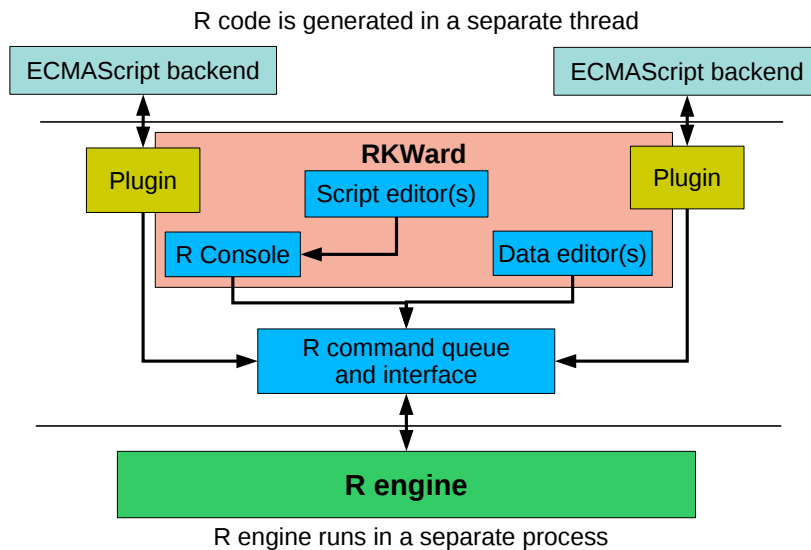 R code is generated in a separate thread
ECMAScript backend
ECMAScript backend
RKWard
Plugin
Plugin
Script editor(s)
R Console
Data editor(s)
R command queue
and interface
R engine
R engine runs in a separate process